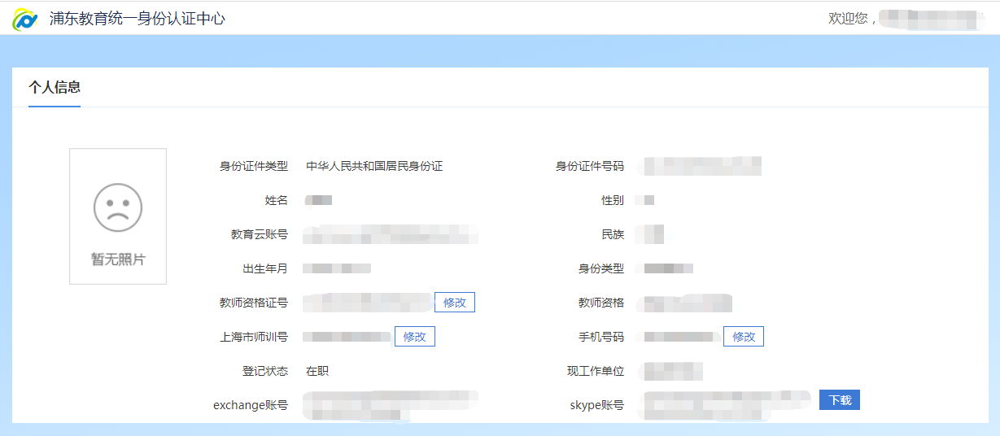 浦东教育统一身份认证中心
欢迎您，
个人信息
暂无照片
身份证件类型 中华人民共和国居民身份证 身份证件号码
姓名 性别
教育云账号 民族
出生年月 身份类型
教师资格证号 修改 教师资格
上海市师训号 修改 手机号码 修改
登记状态 在职 现工作单位
exchange账号 skype账号 下载